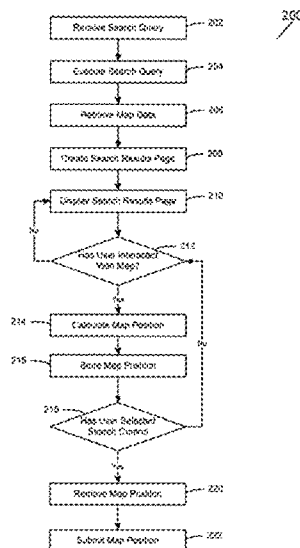 200
Receive Search Query
202
Execute Search Query
204
Retrieve Map Data
206
Create Search Results Page
208
Display Search Results Page
210
No
Has User Interacted
With Map?
212
Yes
No
214
Calculate Map Position
216
Store Map Position
218
Has User Selected
Search Control
Yes
Map Position
220
Submit Map Position
222